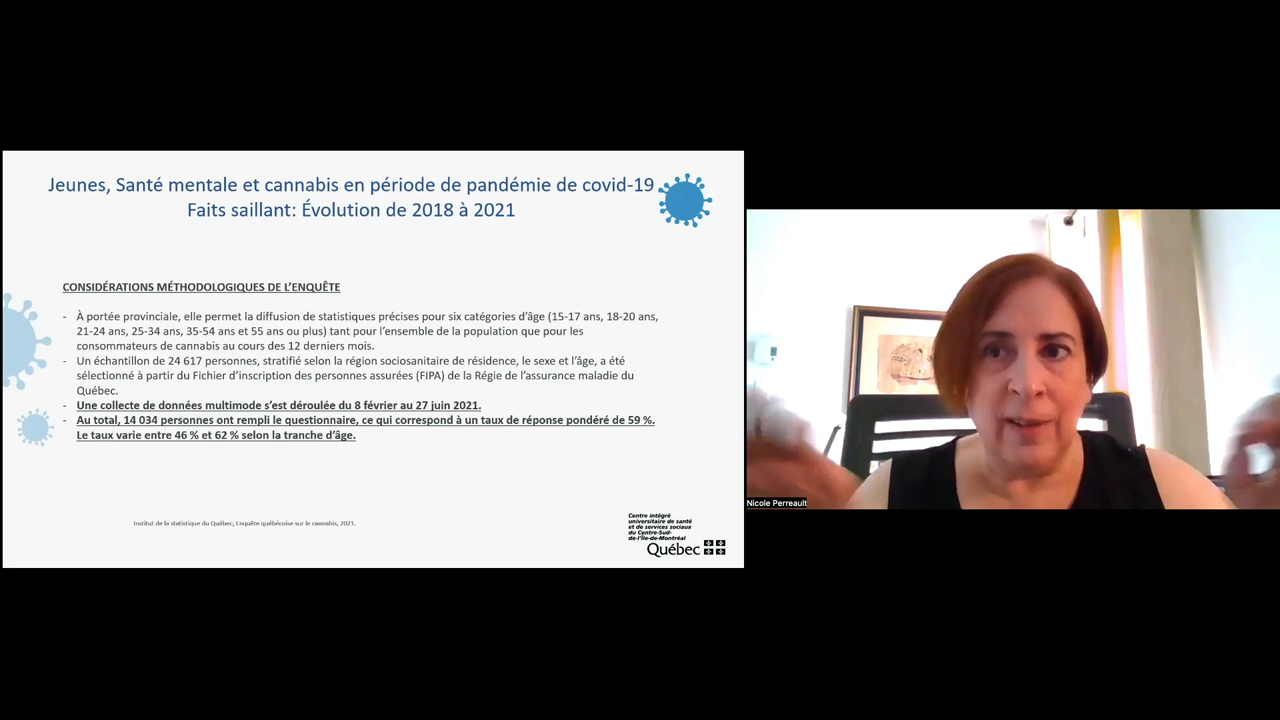 Jeunes, Santé mentale et cannabis en période de pandémie de covid-19
Faits saillant: Évolution de 2018 à 2021
CONSIDÉRATIONS MÉTHODOLOGIQUES DE L'ENQUÊTE
- À portée provinciale, elle permet la diffusion de statistiques précises pour six catégories d'âge (15-17 ans, 18-20 ans,
21-24 ans, 25-34 ans, 35-54 ans et 55 ans ou plus) tant pour l'ensemble de la population que pour les
consommateurs de cannabis au cours des 12 derniers mois.
- Un échantillon de 24 617 personnes, stratifié selon la région sociosanitaire de résidence, le sexe et l'âge, a été
sélectionné à partir du Fichier d'inscription des personnes assurées (FIPA) de la Régie de l'assurance maladie du
Québec.
- Une collecte de données multimode s'est déroulée du 8 février au 27 juin 2021.
- Au total, 14 034 personnes ont rempli le questionnaire, ce qui correspond à un taux de réponse pondéré de 59 %.
Le taux varie entre 46 % et 62 % selon la tranche d'âge.
Institut de la statistique du Québec, Enquête québécoise sur le cannabis, 2021.
Centre intégré
universitaire de santé
et de services sociaux
du Centre-Sud-
de-l'Île-de-Montréal
Québec
Nicole Perreault